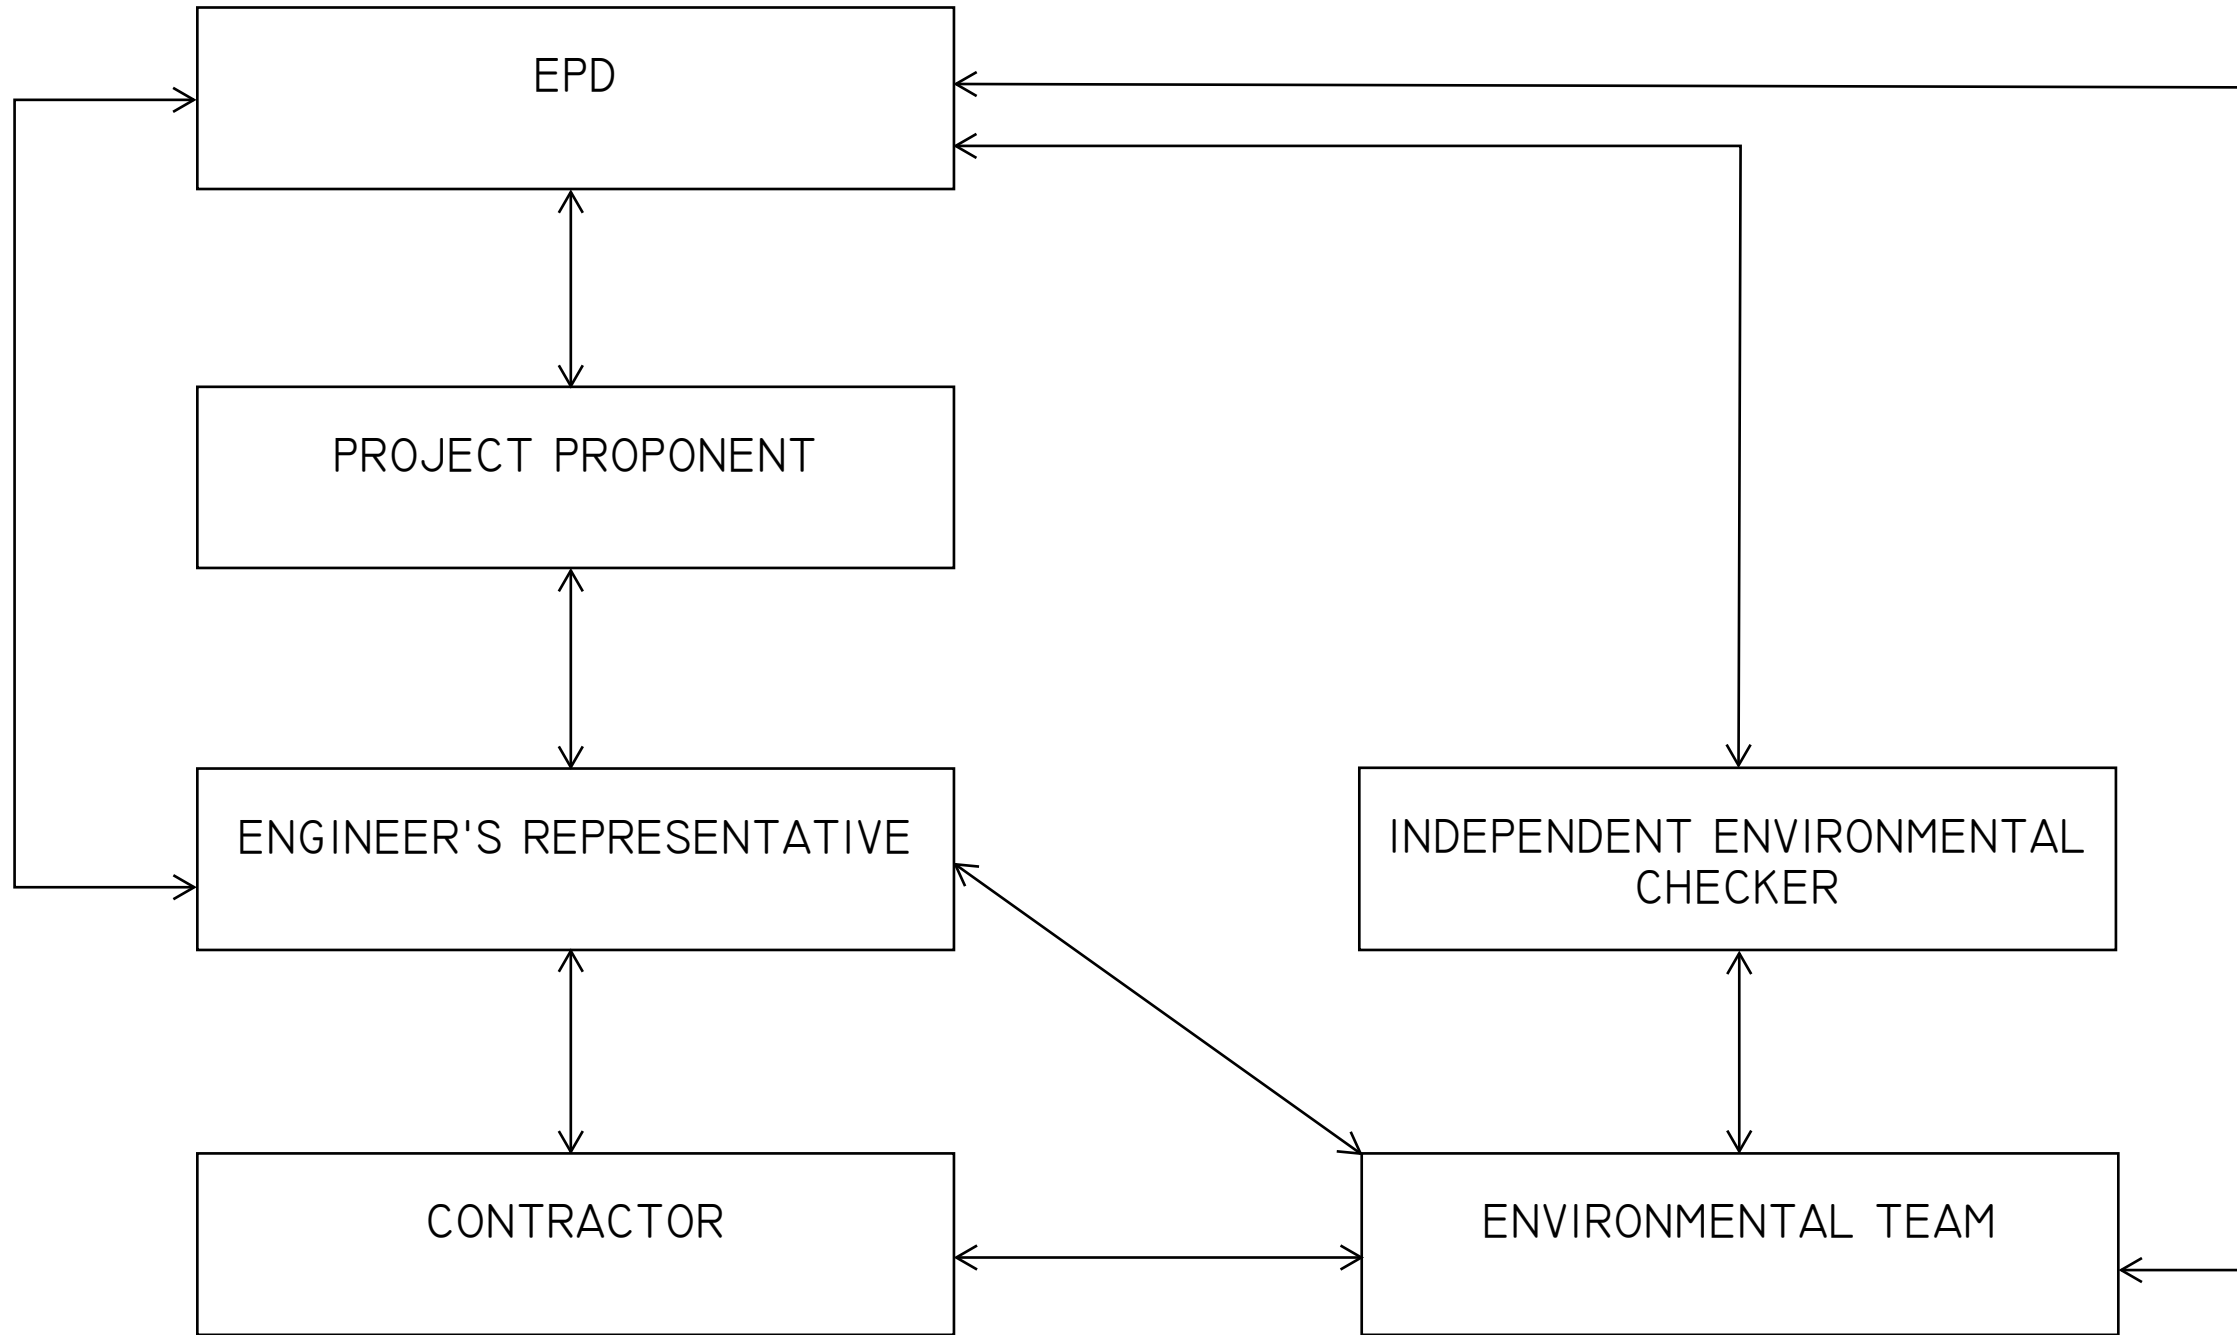 EPD
PROJECT PROPONENT
ENGINEER'S REPRESENTATIVE
INDEPENDENT ENVIRONMENTAL
CHECKER
CONTRACTOR
ENVIRONMENTAL TEAM